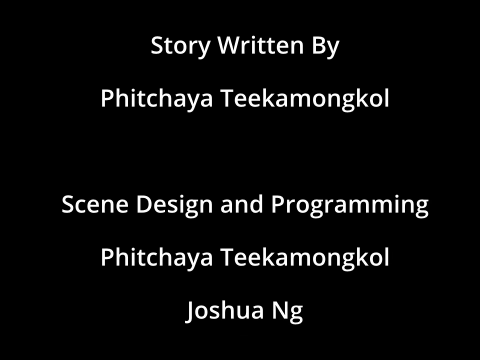 Story Written By
Phitchaya Teekamongkol
Scene Design and Programming
Phitchaya Teekamongkol
Joshua Ng